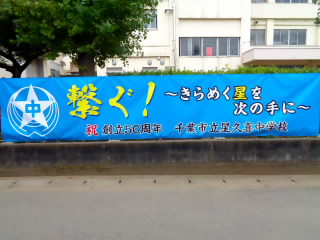 中
繋ぐ！
～きらめく星を
次の手に～
祝 創立50周年 千葉市立星久喜中学校